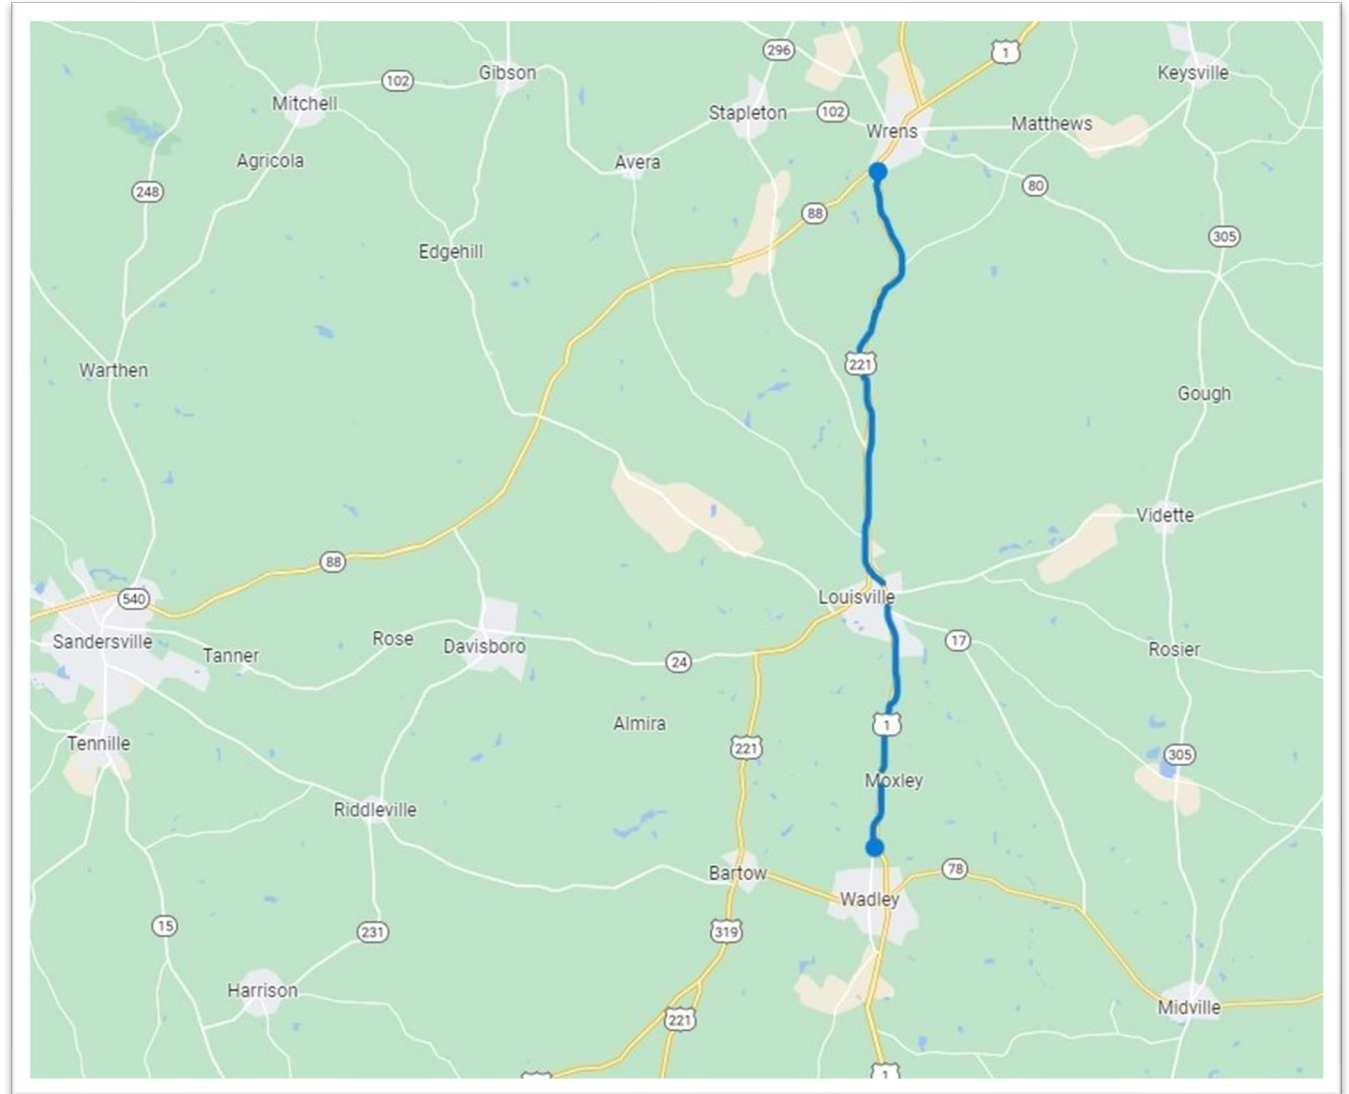 296
1
Keysville
Gibson
102
Mitchell
Stapleton
102
Wrens
Matthews
Agricola
Avera
80
248
88
305
Edgehill
221
Warthen
Gough
Vidette
88
540
Louisville
Sandersville
Tanner
Rose
Davisboro
24
17
Rosier
Almira
1
221
Tennille
305
Moxley
Riddleville
Bartow
78
Wadley
15
231
319
Harrison
Midville
221
1